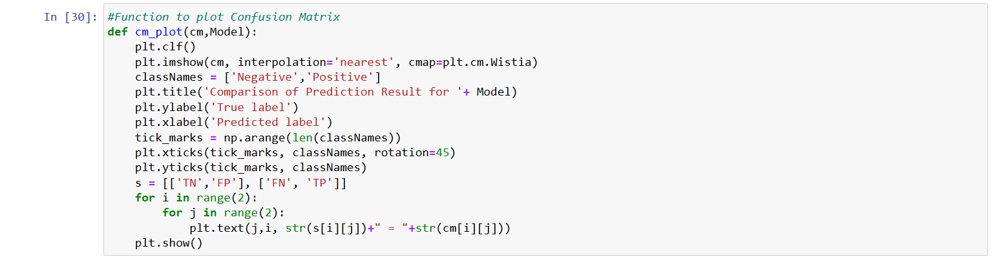 In [30]: #Function to plot Confusion Matrix
def cm_plot(cm,Model):
    plt.clf()
    plt.imshow(cm, interpolation='nearest', cmap=plt.cm.Wistia)
    classNames = ['Negative','Positive']
    plt.title('Comparison of Prediction Result for '+ Model)
    plt.ylabel('True label')
    plt.xlabel('Predicted label')
    tick_marks = np.arange(len(classNames))
    plt.xticks(tick_marks, classNames, rotation=45)
    plt.yticks(tick_marks, classNames)
    s = [['TN','FP'], ['FN', 'TP']]
    for i in range(2):
        for j in range(2):
            plt.text(j,i, str(s[i][j])+" = "+str(cm[i][j]))
    plt.show()